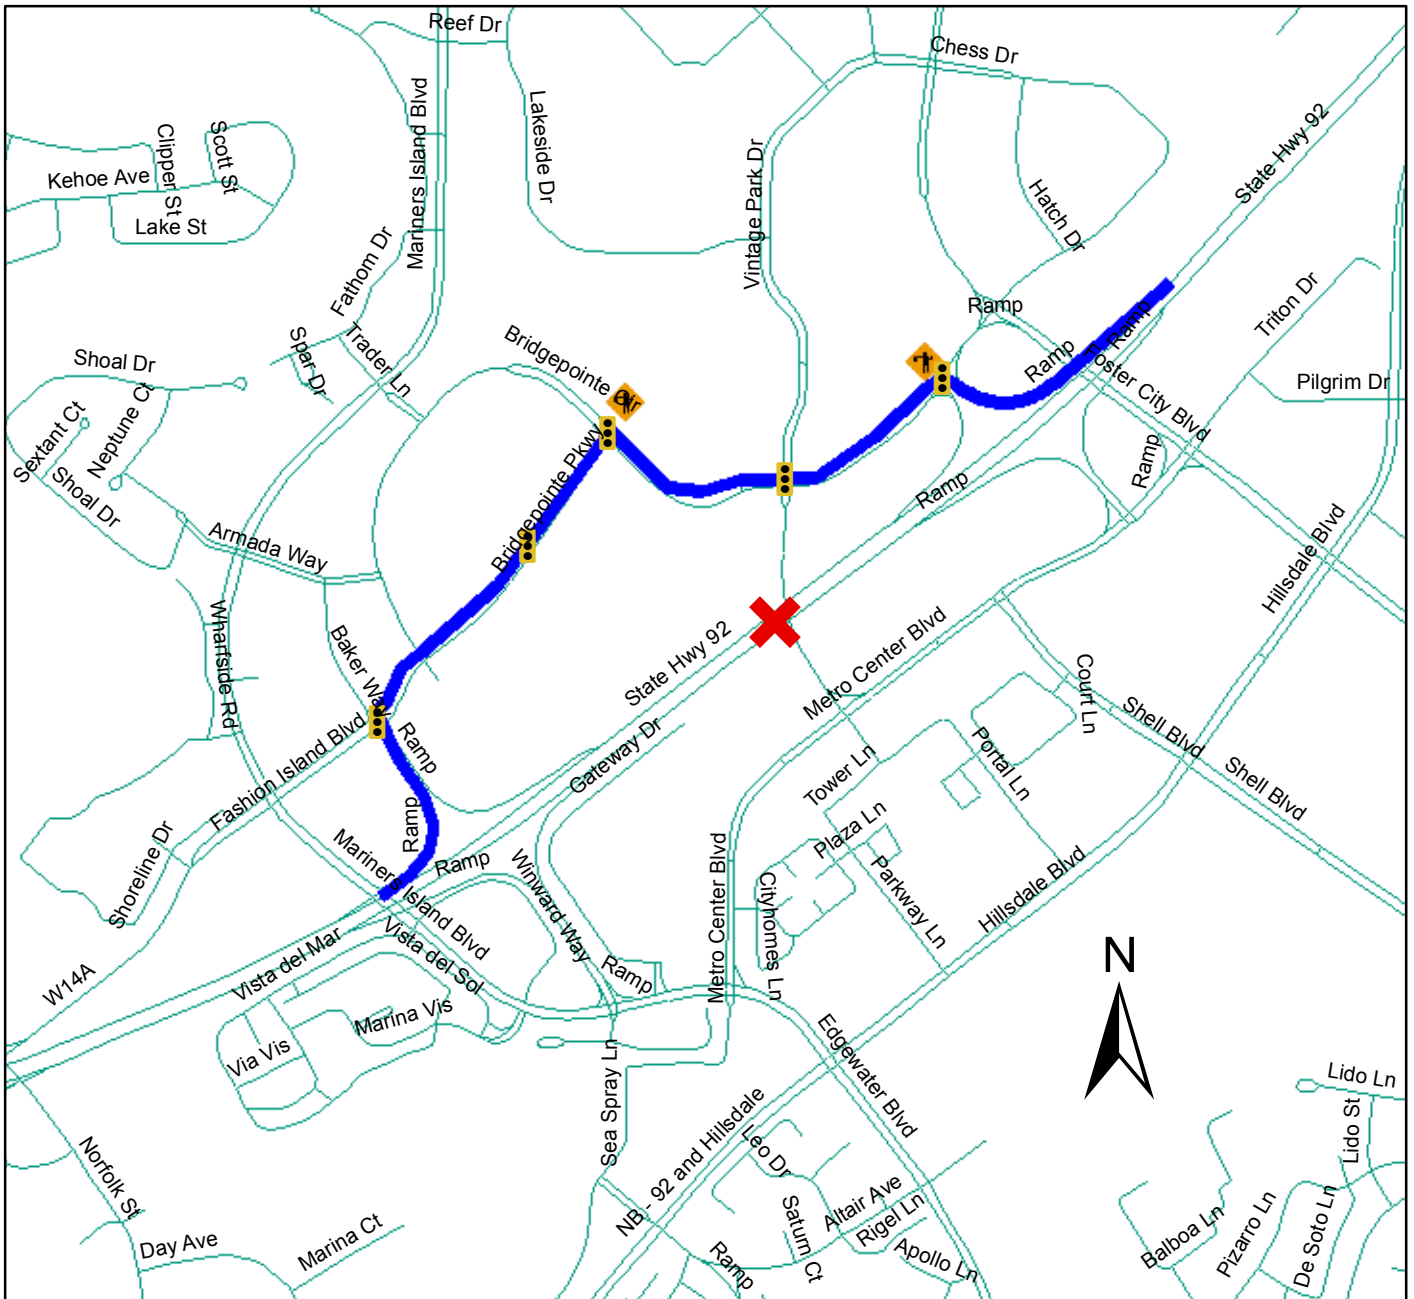 Reef Dr
Chess Dr
Mariners Island Blvd
Lakeside Dr
Clipper St
Scott St
Kehoe Ave
Lake St
Vintage Park Dr
Hatch Dr
State Hwy 92
Fathom Dr
Ramp
Triton Dr
Ramp
Ramp
Spar Dr
Trader Ln
Bridgepointe Cir
Shoal Dr
Foster City Blvd
Pilgrim Dr
Sextant Ct
Neptune Ct
Shoal Dr
Bridgepointe Pkwy
Ramp
Ramp
Armada Way
Hillsdale Blvd
Wharfside Rd
Baker Way
State Hwy 92
Metro Center Blvd
Court Ln
Shell Blvd
Shell Blvd
Fashion Island Blvd
Ramp
Gateway Dr
Tower Ln
Portal Ln
Ramp
Plaza Ln
Shoreline Dr
Mariners Island Blvd
Ramp
Winward Way
Metro Center Blvd
Cityhomes Ln
Parkway Ln
Hillsdale Blvd
N
Vista del Mar
Vista del Sol
Ramp
W14A
Marina Vis
Via Vis
Sea Spray Ln
Edgewater Blvd
Lido Ln
Lido St
NB - 92 and Hillsdale
Leo Dr
Norfolk St
Altair Ave
Saturn Ct
Rigel Ln
Apollo Ln
Day Ave
Marina Ct
Ramp
Balboa Ln
Pizarro Ln
De Soto Ln